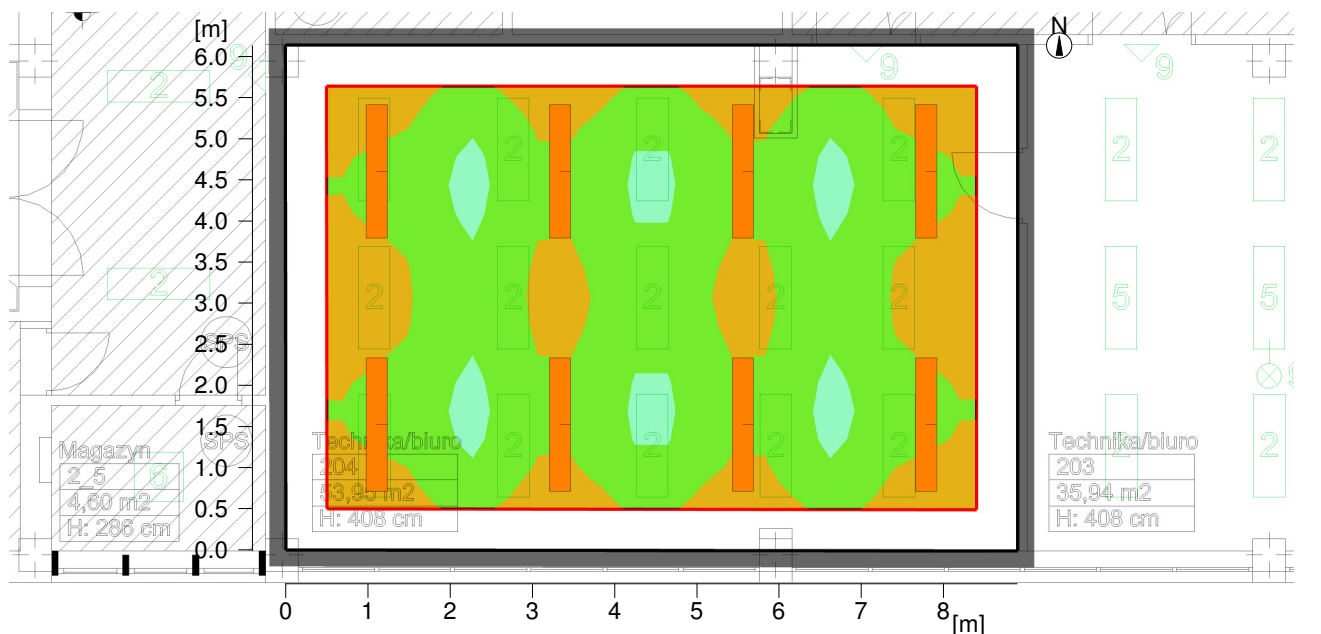 [m]
N
6.0
5.5
5.0
4.5
4.0
3.5
3.0
2.5
2.0
1.5
1.0
0.5
0.0
9
9
9
2
2 2 2 2 2 2
2
2 2 2 2 2 5 5
SPS
SPS
2 2 2 2 2 2
6
Magazyn
2_5
4,60 m2
H: 286 cm
Technika/biuro
204
53,95 m2
H: 408 cm
Technika/biuro
203
35,94 m2
H: 408 cm
0 1 2 3 4 5 6 7 8 [m]